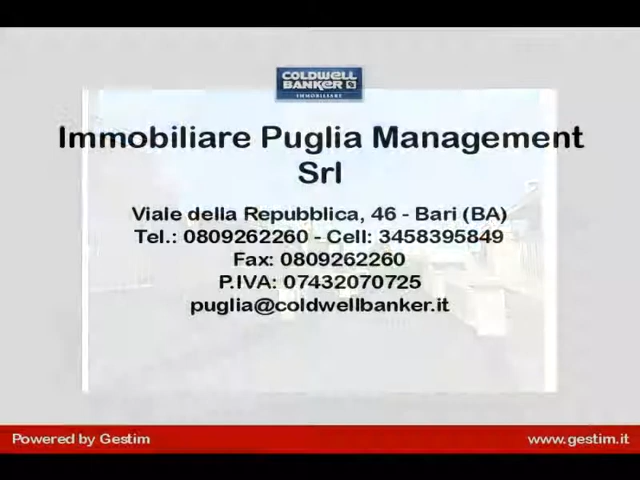 COLDWELL
BANKER
IMMOBILIARE
Immobiliare Puglia Management
Srl
Viale della Repubblica, 46 - Bari (BA)
Tel.: 0809262260 - Cell: 3458395849
Fax: 0809262260
P.IVA: 07432070725
puglia@coldwellbanker.it
Powered by Gestim
www.gestim.it